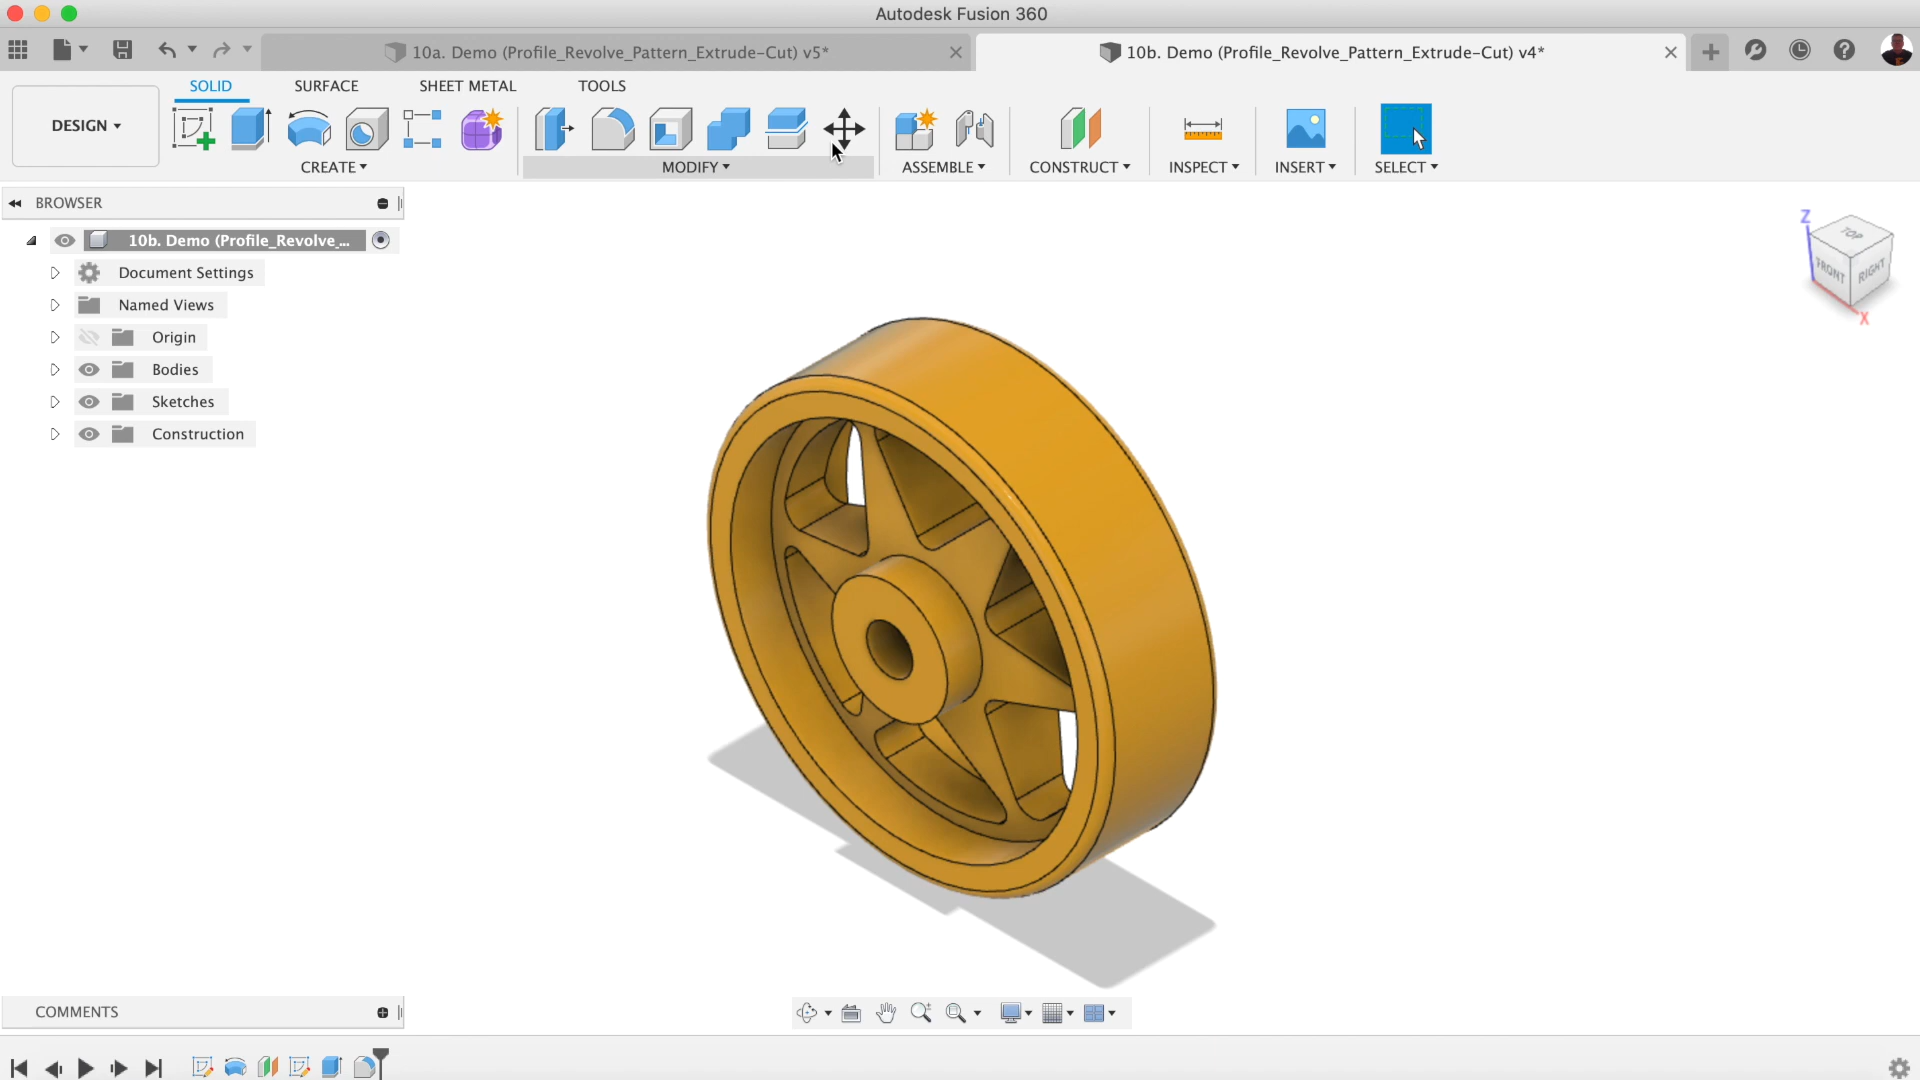 Autodesk Fusion 360
10a. Demo (Profile_Revolve_Pattern_Extrude-Cut) v5*
10b. Demo (Profile_Revolve_Pattern_Extrude-Cut) v4*
SOLID
SURFACE
SHEET METAL
TOOLS
DESIGN
CREATE
MODIFY
ASSEMBLE
CONSTRUCT
INSPECT
INSERT
SELECT
BROWSER
10b. Demo (Profile_Revolve_...
Document Settings
Named Views
Origin
Bodies
Sketches
Construction
Z
TOP
FRONT
RIGHT
X
COMMENTS